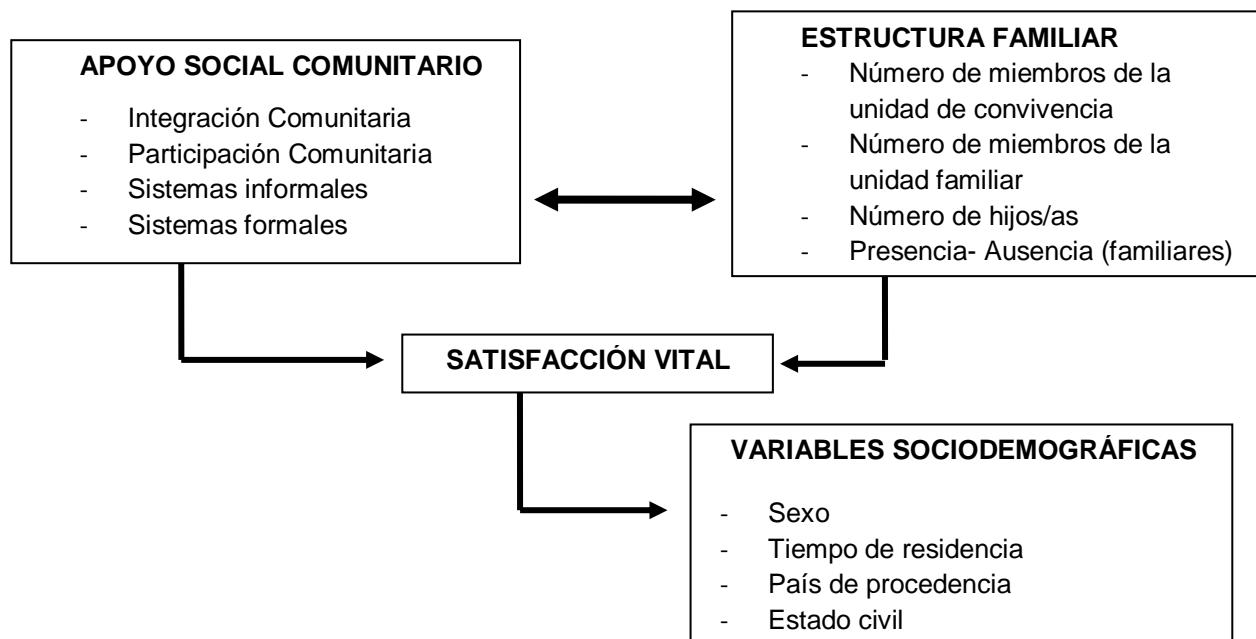 APOYO SOCIAL COMUNITARIO
- Integración Comunitaria
- Participación Comunitaria
- Sistemas informales
- Sistemas formales
ESTRUCTURA FAMILIAR
- Número de miembros de la
unidad de convivencia
- Número de miembros de la
unidad familiar
- Número de hijos/as
- Presencia- Ausencia (familiares)
SATISFACCIÓN VITAL
VARIABLES SOCIODEMOGRÁFICAS
- Sexo
- Tiempo de residencia
- País de procedencia
- Estado civil